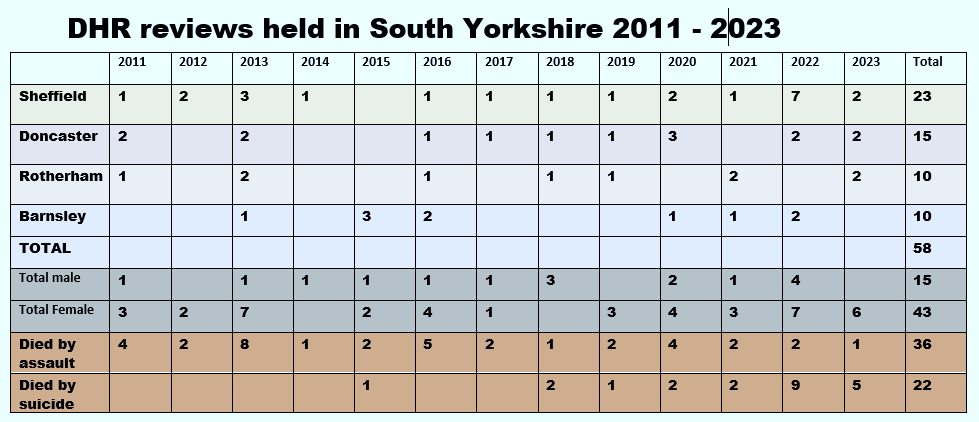 DHR reviews held in South Yorkshire 2011 - 2023
2011 2012 2013 2014 2015 2016 2017 2018 2019 2020 2021 2022 2023 Total
Sheffield 1 2 3 1 1 1 1 1 2 1 7 2 23
Doncaster 2 2 1 1 1 1 3 2 2 15
Rotherham 1 2 1 1 1 2 2 10
Barnsley 1 3 2 1 1 2 10
TOTAL 58
Total male 1 1 1 1 1 1 3 2 1 4 15
Total Female 3 2 7 2 4 1 3 4 3 7 6 43
Died by 4 2 8 1 2 5 2 1 2 4 2 2 1 36
assault
Died by 1 2 1 2 2 9 5 22
suicide